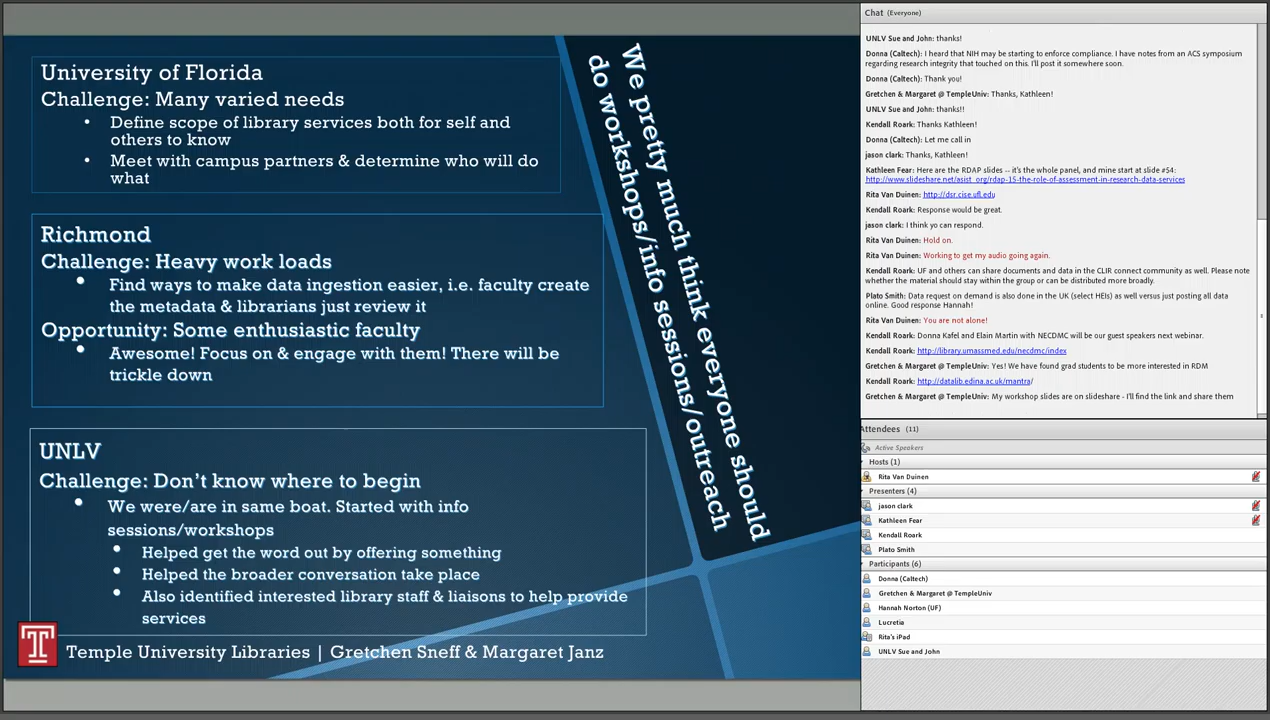 University of Florida
Challenge: Many varied needs
• Define scope of library services both for self and
others to know
• Meet with campus partners & determine who will do
what
Richmond
Challenge: Heavy work loads
• Find ways to make data ingestion easier, i.e. faculty create
the metadata & librarians just review it
Opportunity: Some enthusiastic faculty
• Awesome! Focus on & engage with them! There will be
trickle down
UNLV
Challenge: Don't know where to begin
• We were/are in same boat. Started with info
sessions/workshops
• Helped get the word out by offering something
• Helped the broader conversation take place
• Also identified interested library staff & liaisons to help provide
services
T
Temple University Libraries | Gretchen Sneff & Margaret Janz
We pretty much think everyone should
do workshops/info sessions/outreach
Chat (Everyone)
UNLV Sue and John: thanks!
Donna (Caltech): I heard that NIH may be starting to enforce compliance. I have notes from an ACS symposium
regarding research integrity that touched on this. I'll post it somewhere soon.
Donna (Caltech): Thank you!
Gretchen & Margaret @ TempleUniv: Thanks, Kathleen!
UNLV Sue and John: thanks!!
Kendall Roark: Thanks Kathleen!
Donna (Caltech): Let me call in
jason clark: Thanks, Kathleen!
Kathleen Fear: Here are the RDAP slides -- it's the whole panel, and mine start at slide #54:
http://www.slideshare.net/asist_org/rdap-15-the-role-of-assessment-in-research-data-services
Rita Van Duinen: http://dsr.cise.ufl.edu
Kendall Roark: Response would be great.
jason clark: I think yo can respond.
Rita Van Duinen: Hold on.
Rita Van Duinen: Working to get my audio going again.
Kendall Roark: UF and others can share documents and data in the CLIR connect community as well. Please note
whether the material should stay within the group or can be distributed more broadly.
Plato Smith: Data request on demand is also done in the UK (select HEIs) as well versus just posting all data
online. Good response Hannah!
Rita Van Duinen: You are not alone!
Kendall Roark: Donna Kafel and Elain Martin with NECDMC will be our guest speakers next webinar.
Kendall Roark: http://library.umassmed.edu/necdmc/index
Gretchen & Margaret @ TempleUniv: Yes! We have found grad students to be more interested in RDM
Kendall Roark: http://datalib.edina.ac.uk/mantra/
Gretchen & Margaret @ TempleUniv: My workshop slides are on slideshare - I'll find the link and share them
Attendees (11)
Active Speakers
Hosts (1)
Rita Van Duinen
Presenters (4)
jason clark
Kathleen Fear
Kendall Roark
Plato Smith
Participants (6)
Donna (Caltech)
Gretchen & Margaret @ TempleUniv
Hannah Norton (UF)
Lucretia
Rita's iPad
UNLV Sue and John